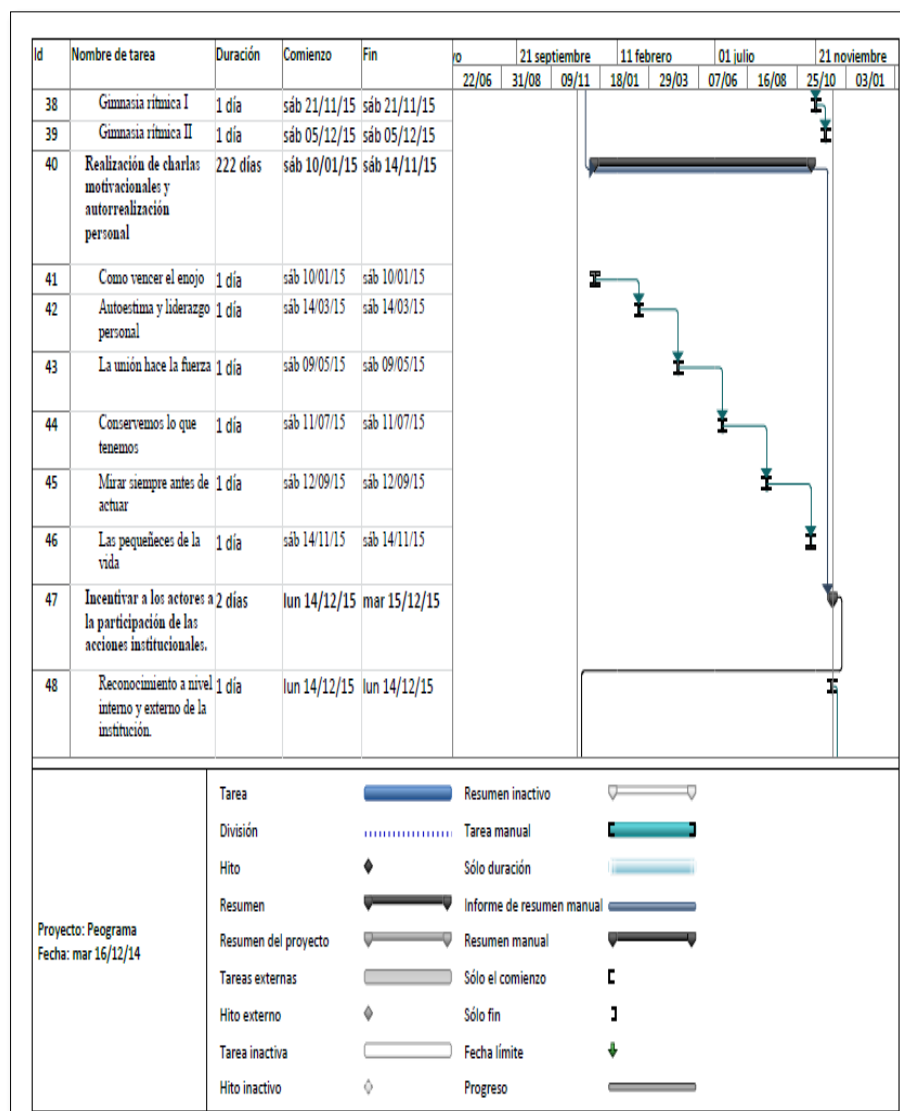 Id Nombre de tarea Duración Comienzo Fin
vo 21 septiembre 11 febrero 01 julio 21 noviembre
22/06 31/08 09/11 18/01 29/03 07/06 16/08 25/10 03/01
38 Gimnasia rítmica I 1 día sáb 21/11/15 sáb 21/11/15
39 Gimnasia rítmica II 1 día sáb 05/12/15 sáb 05/12/15
40 Realización de charlas 222 días sáb 10/01/15 sáb 14/11/15
motivacionales y
autorrealización
personal
41 Como vencer el enojo 1 día sáb 10/01/15 sáb 10/01/15
42 Autoestima y liderazgo 1 día sáb 14/03/15 sáb 14/03/15
personal
43 La unión hace la fuerza 1 día sáb 09/05/15 sáb 09/05/15
44 Conservemos lo que 1 día sáb 11/07/15 sáb 11/07/15
tenemos
45 Mirar siempre antes de 1 día sáb 12/09/15 sáb 12/09/15
actuar
46 Las pequeñeces de la 1 día sáb 14/11/15 sáb 14/11/15
vida
47 Incentivar a los actores a 2 días lun 14/12/15 mar 15/12/15
la participación de las
acciones institucionales.
48 Reconocimiento a nivel 1 día lun 14/12/15 lun 14/12/15
interno y externo de la
institución.
Proyecto: Peograma
Fecha: mar 16/12/14
Tarea
División
Hito
Resumen
Resumen del proyecto
Tareas externas
Hito externo
Tarea inactiva
Hito inactivo
Resumen inactivo
Tarea manual
Sólo duración
Informe de resumen manual
Resumen manual
Sólo el comienzo
Sólo fin
Fecha límite
Progreso